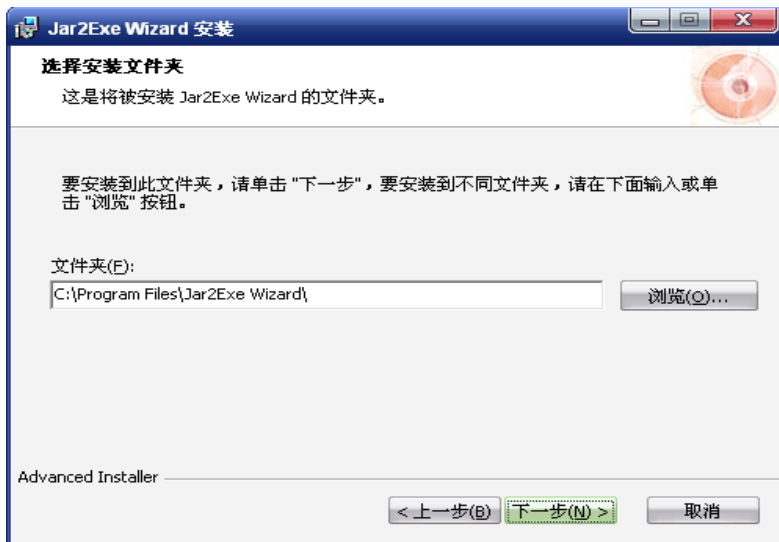 Jar2Exe Wizard 安装
选择安装文件夹
这是将被安装 Jar2Exe Wizard 的文件夹。
要安装到此文件夹，请单击 "下一步"，要安装到不同文件夹，请在下面输入或单
击 "浏览" 按钮。
文件夹(F):
C:\Program Files\Jar2Exe Wizard\
浏览(O)...
Advanced Installer
< 上一步(B)
下一步(N) >
取消